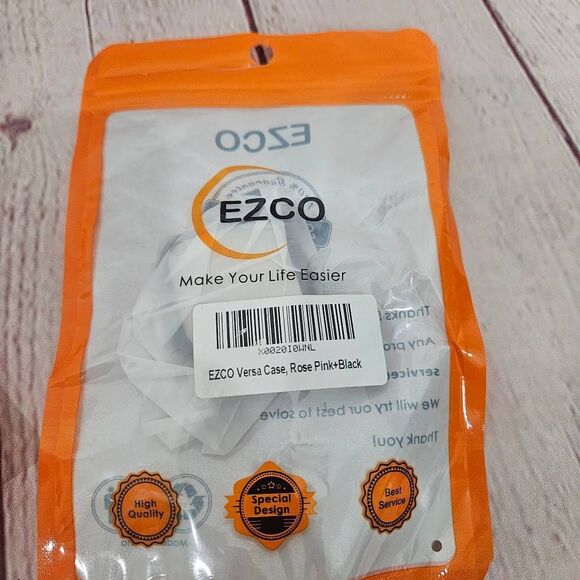 EZCO
EZCO
Make Your Life Easier
X0020I0WNL
EZCO Versa Case, Rose Pink+Black
Thanks
Any pro
service
We will try our best to solve
Thank you!
High
Quality
Special
Design
Best
Service